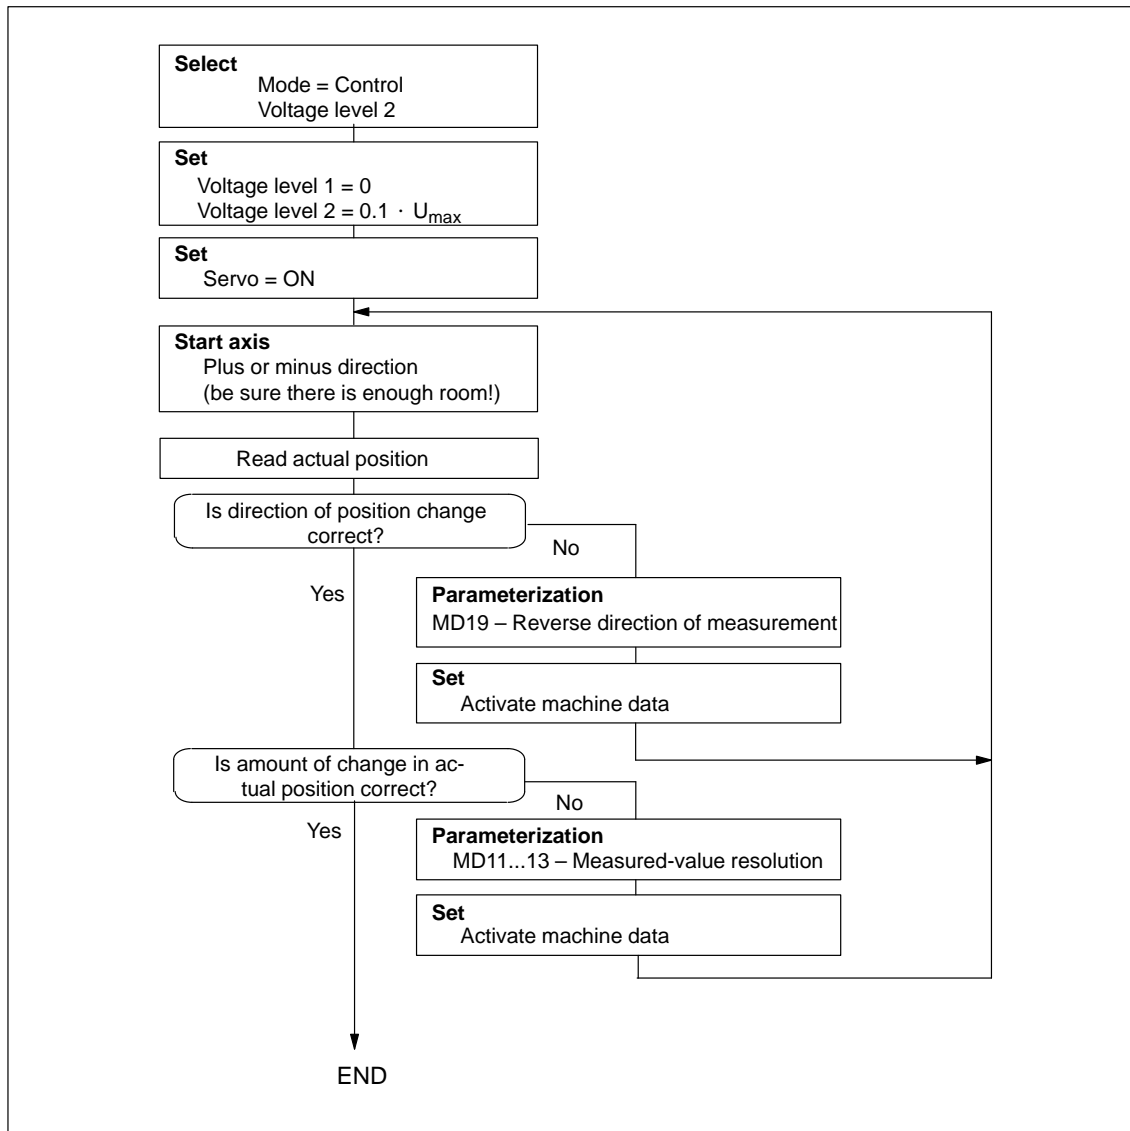 Select
Mode = Control
Voltage level 2
Set
Voltage level 1 = 0
Voltage level 2 = 0.1 · Umax
Set
Servo = ON
Start axis
Plus or minus direction
(be sure there is enough room!)
Read actual position
Is direction of position change
correct?
No
Yes
Parameterization
MD19 – Reverse direction of measurement
Set
Activate machine data
Is amount of change in ac-
tual position correct?
No
Yes
Parameterization
MD11...13 – Measured-value resolution
Set
Activate machine data
END